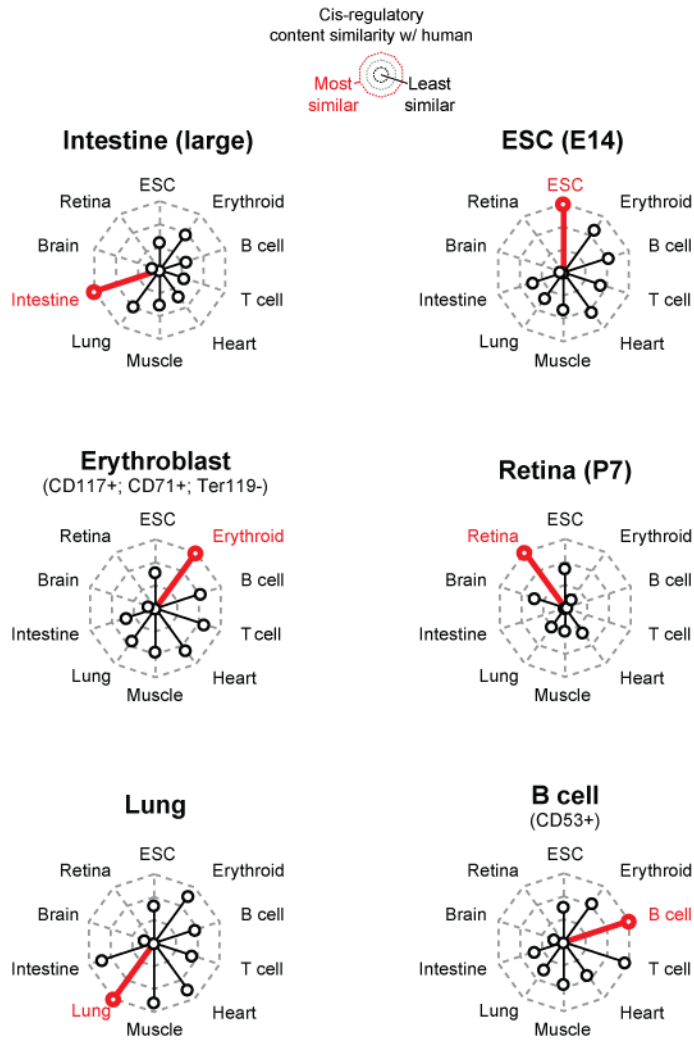 Cis-regulatory
content similarity w/ human
Most
similar
Least
similar
Intestine (large)
ESC
Retina
Erythroid
Brain
B cell
Intestine
T cell
Lung
Heart
Muscle
ESC (E14)
ESC
Retina
Erythroid
Brain
B cell
Intestine
T cell
Lung
Heart
Muscle
Erythroblast
(CD117+; CD71+; Ter119-)
ESC
Retina
Erythroid
Brain
B cell
Intestine
T cell
Lung
Heart
Muscle
Retina (P7)
ESC
Retina
Erythroid
Brain
B cell
Intestine
T cell
Lung
Heart
Muscle
Lung
ESC
Retina
Erythroid
Brain
B cell
Intestine
T cell
Lung
Heart
Muscle
B cell
(CD53+)
ESC
Retina
Erythroid
Brain
B cell
Intestine
T cell
Lung
Heart
Muscle